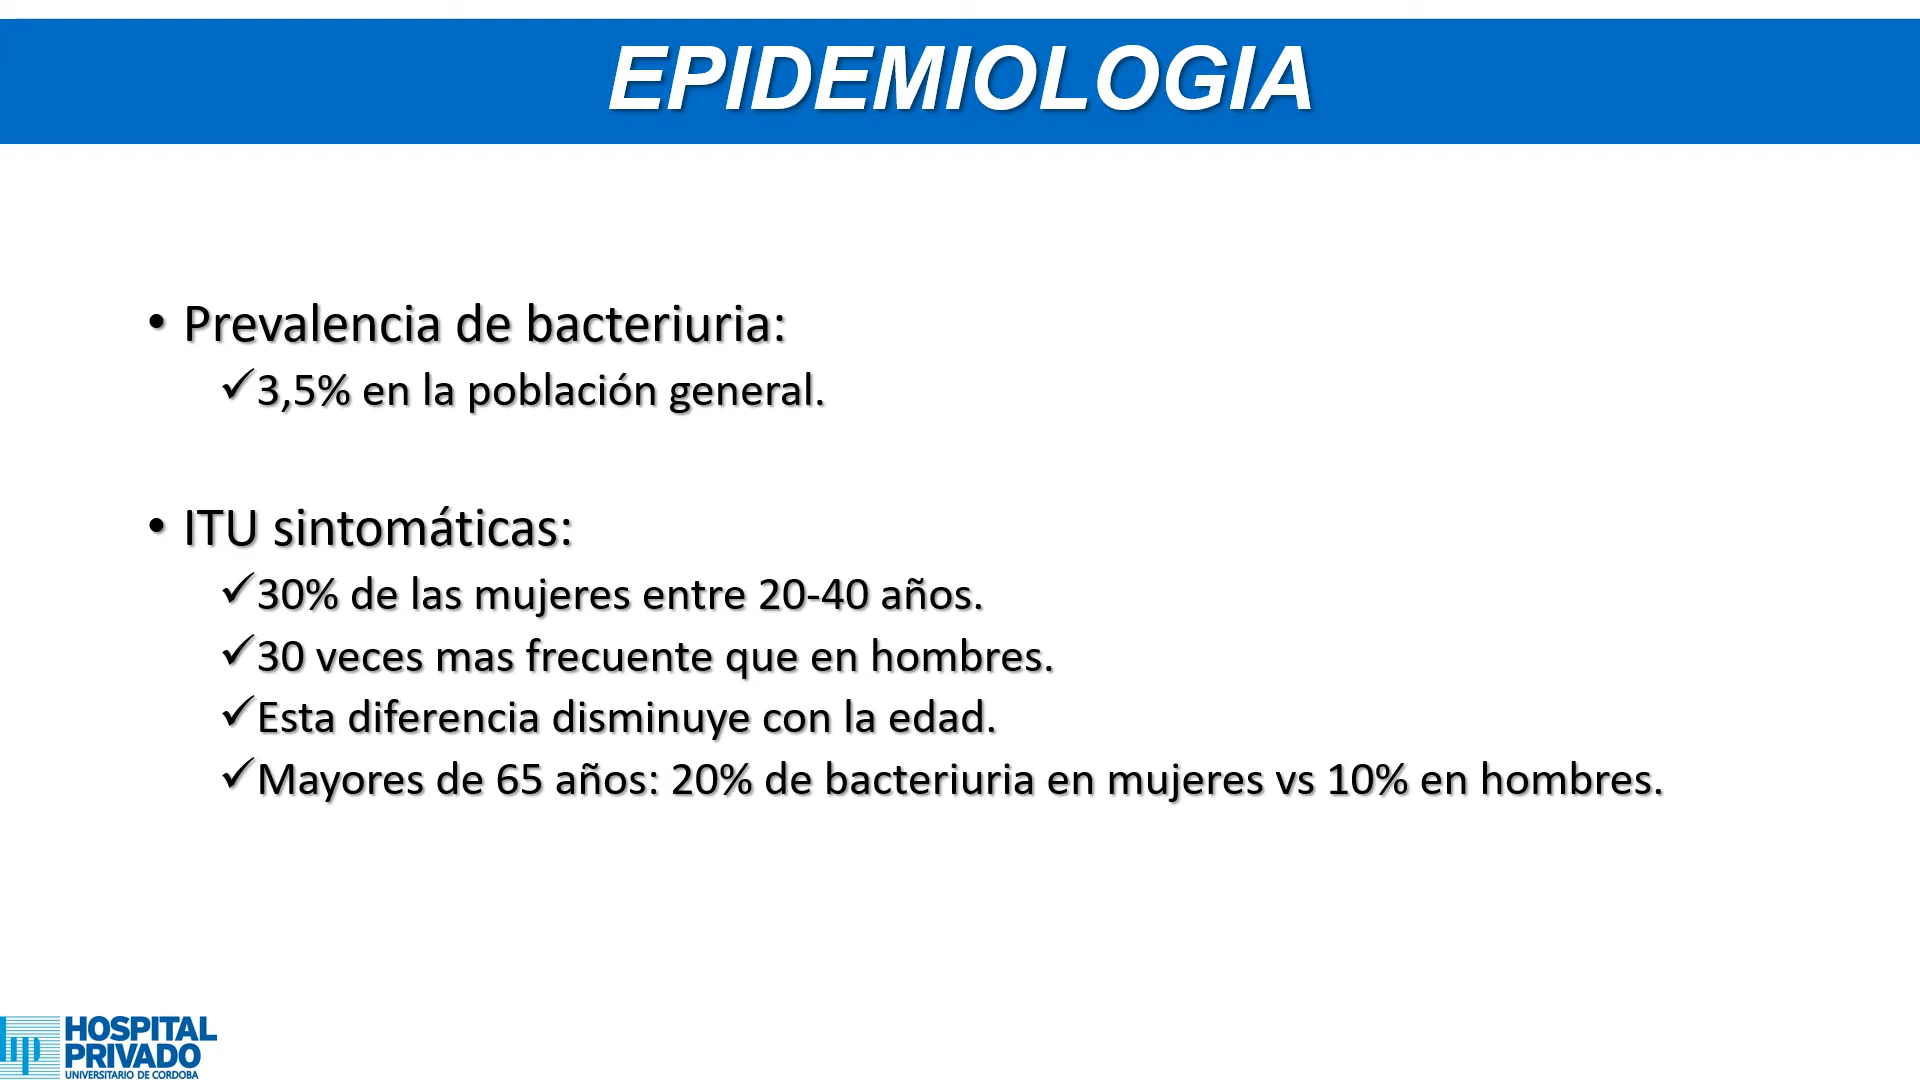 EPIDEMIOLOGIA
• Prevalencia de bacteriuria:
✓3,5% en la población general.
• ITU sintomáticas:
✓30% de las mujeres entre 20-40 años.
✓30 veces mas frecuente que en hombres.
✓Esta diferencia disminuye con la edad.
✓Mayores de 65 años: 20% de bacteriuria en mujeres vs 10% en hombres.
hp
HOSPITAL
PRIVADO
UNIVERSITARIO DE CORDOBA